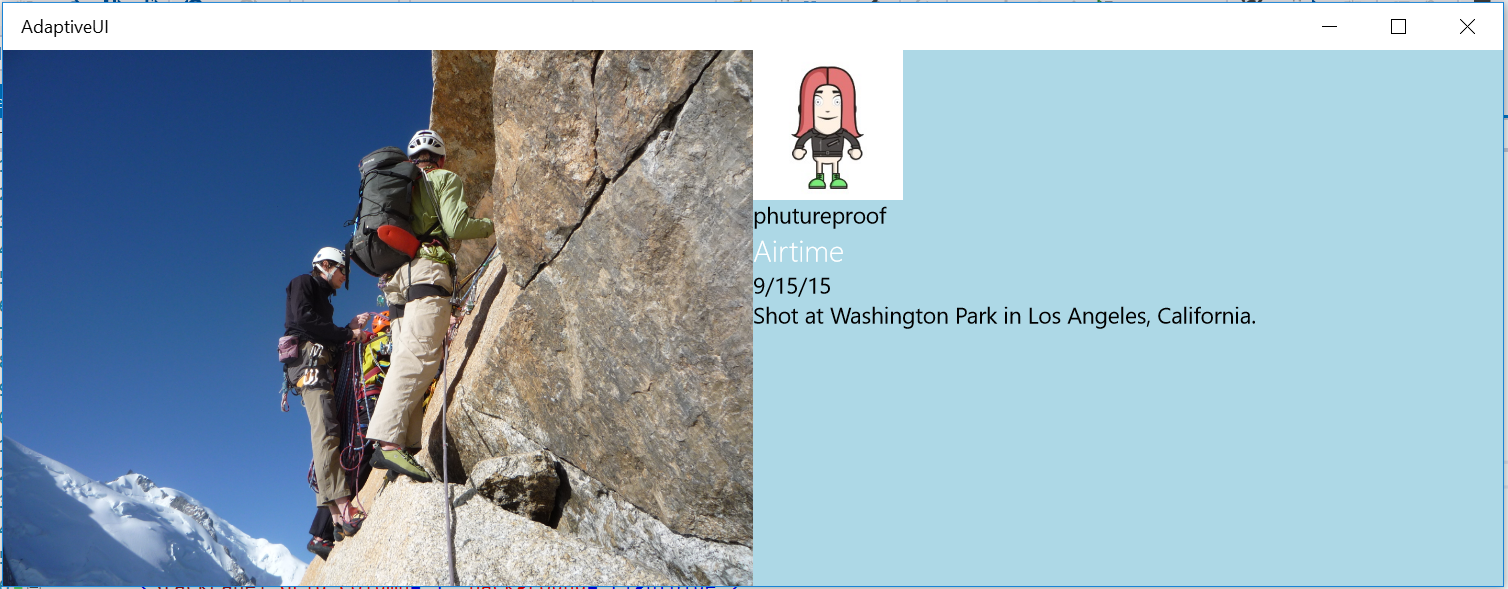 AdaptiveUI
phutureproof
Airtime
9/15/15
Shot at Washington Park in Los Angeles, California.